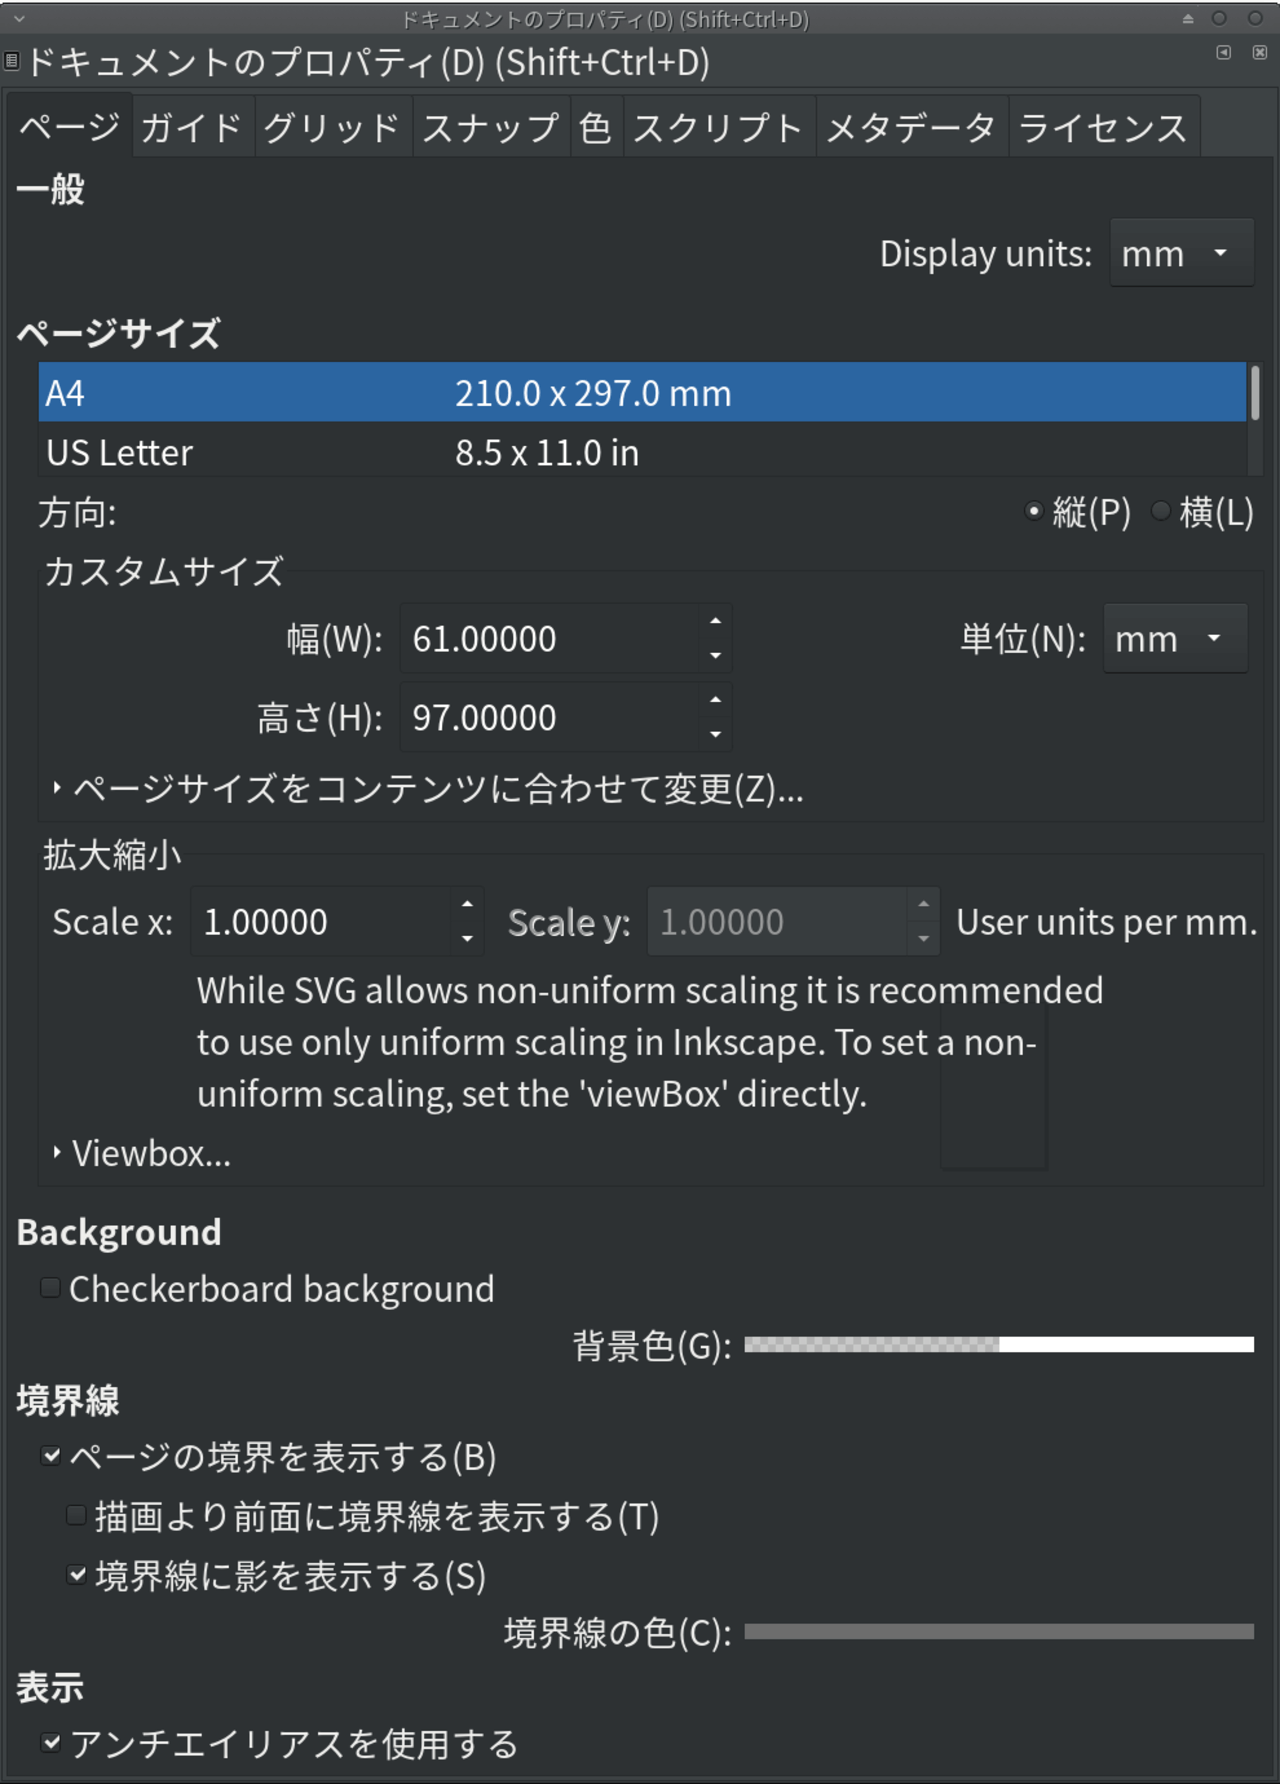 ドキュメントのプロパティ(D) (Shift+Ctrl+D)
ドキュメントのプロパティ(D) (Shift+Ctrl+D)
ページ ガイド グリッド スナップ 色 スクリプト メタデータ ライセンス
一般
Display units: mm
ページサイズ
A4 210.0 x 297.0 mm
US Letter 8.5 x 11.0 in
方向: 縦(P) 横(L)
カスタムサイズ
幅(W): 61.00000 単位(N): mm
高さ(H): 97.00000
ページサイズをコンテンツに合わせて変更(Z)...
拡大縮小
Scale x: 1.00000 Scale y: 1.00000 User units per mm.
While SVG allows non-uniform scaling it is recommended
to use only uniform scaling in Inkscape. To set a non-
uniform scaling, set the 'viewBox' directly.
Viewbox...
Background
Checkerboard background
背景色(G):
境界線
ページの境界を表示する(B)
描画より前面に境界線を表示する(T)
境界線に影を表示する(S)
境界線の色(C):
表示
アンチエイリアスを使用する